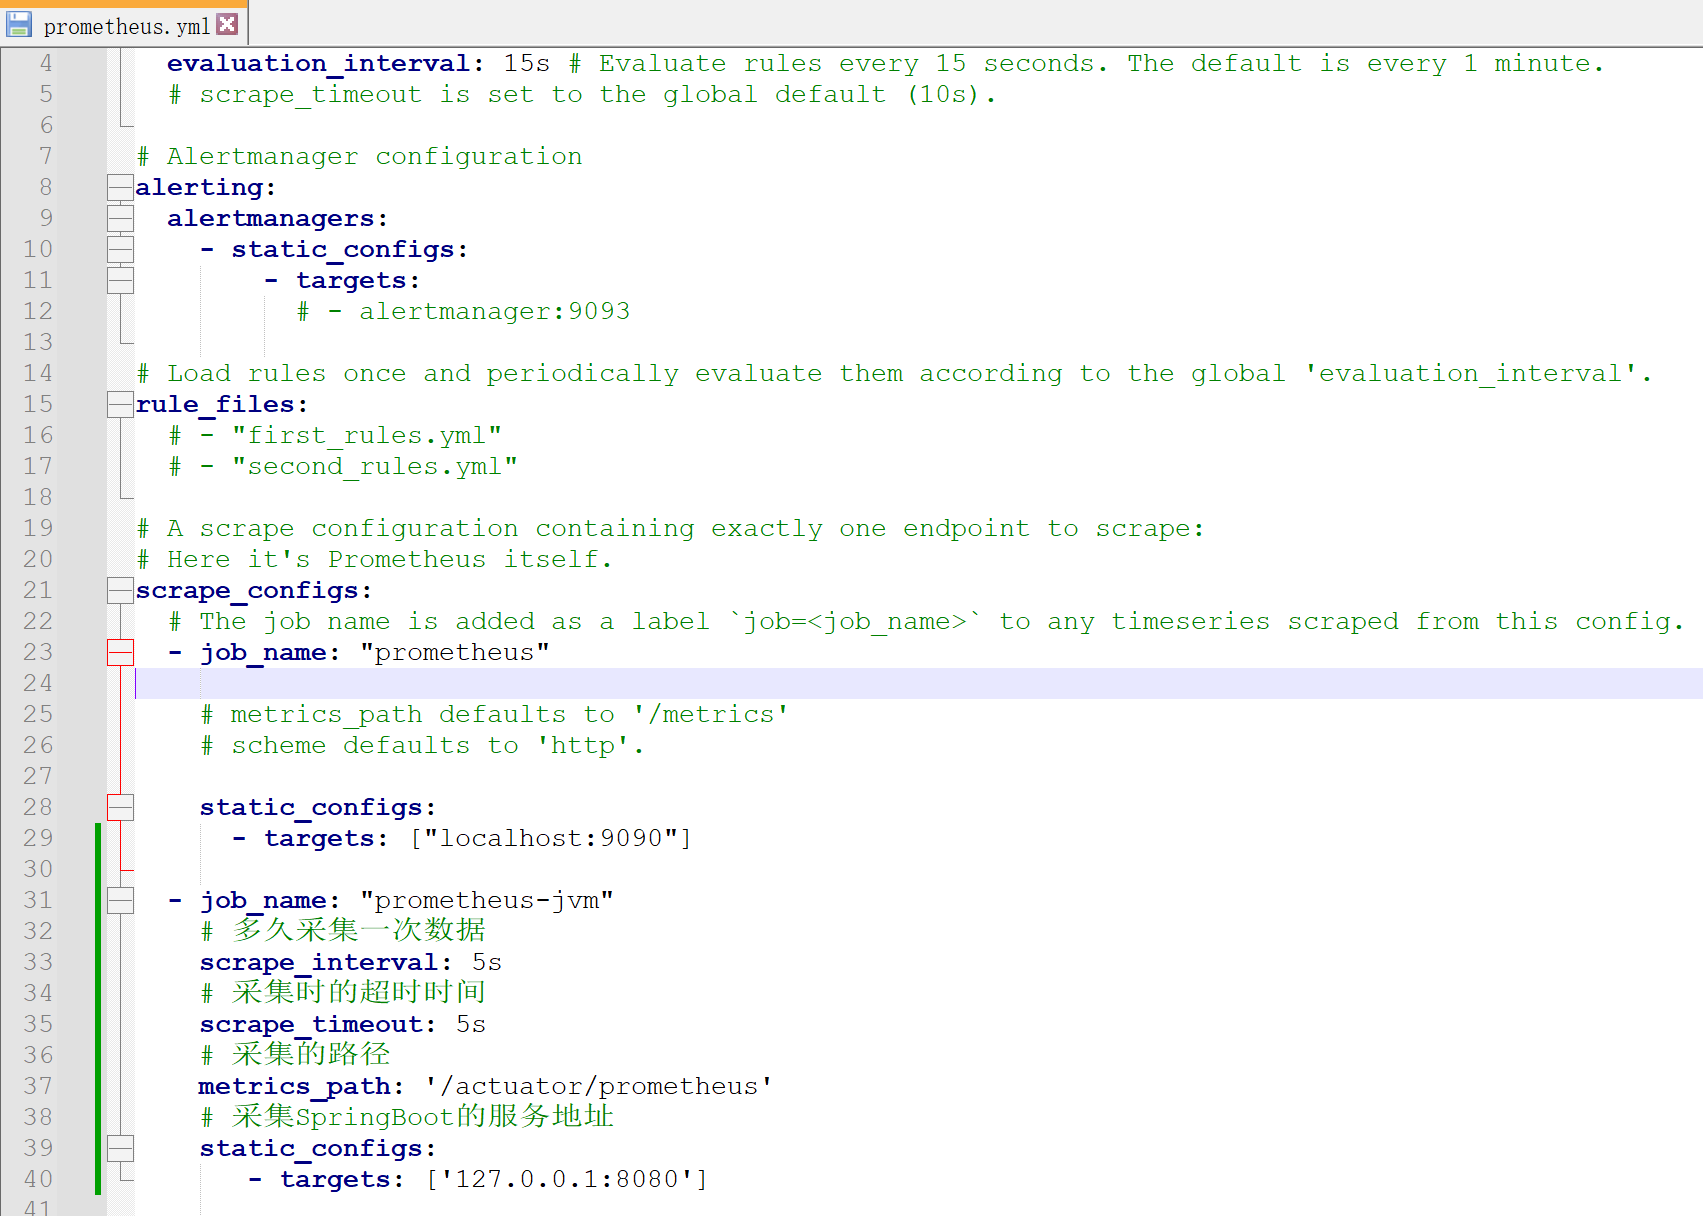 prometheus.yml
4   evaluation_interval: 15s # Evaluate rules every 15 seconds. The default is every 1 minute.
5   # scrape_timeout is set to the global default (10s).
6
7 # Alertmanager configuration
8 alerting:
9   alertmanagers:
10     - static_configs:
11         - targets:
12           # - alertmanager:9093
13
14 # Load rules once and periodically evaluate them according to the global 'evaluation_interval'.
15 rule_files:
16   # - "first_rules.yml"
17   # - "second_rules.yml"
18
19 # A scrape configuration containing exactly one endpoint to scrape:
20 # Here it's Prometheus itself.
21 scrape_configs:
22   # The job name is added as a label `job=<job_name>` to any timeseries scraped from this config.
23   - job_name: "prometheus"
24
25     # metrics_path defaults to '/metrics'
26     # scheme defaults to 'http'.
27
28     static_configs:
29       - targets: ["localhost:9090"]
30
31   - job_name: "prometheus-jvm"
32     # 多久采集一次数据
33     scrape_interval: 5s
34     # 采集时的超时时间
35     scrape_timeout: 5s
36     # 采集的路径
37     metrics_path: '/actuator/prometheus'
38     # 采集SpringBoot的服务地址
39     static_configs:
40        - targets: ['127.0.0.1:8080']
41